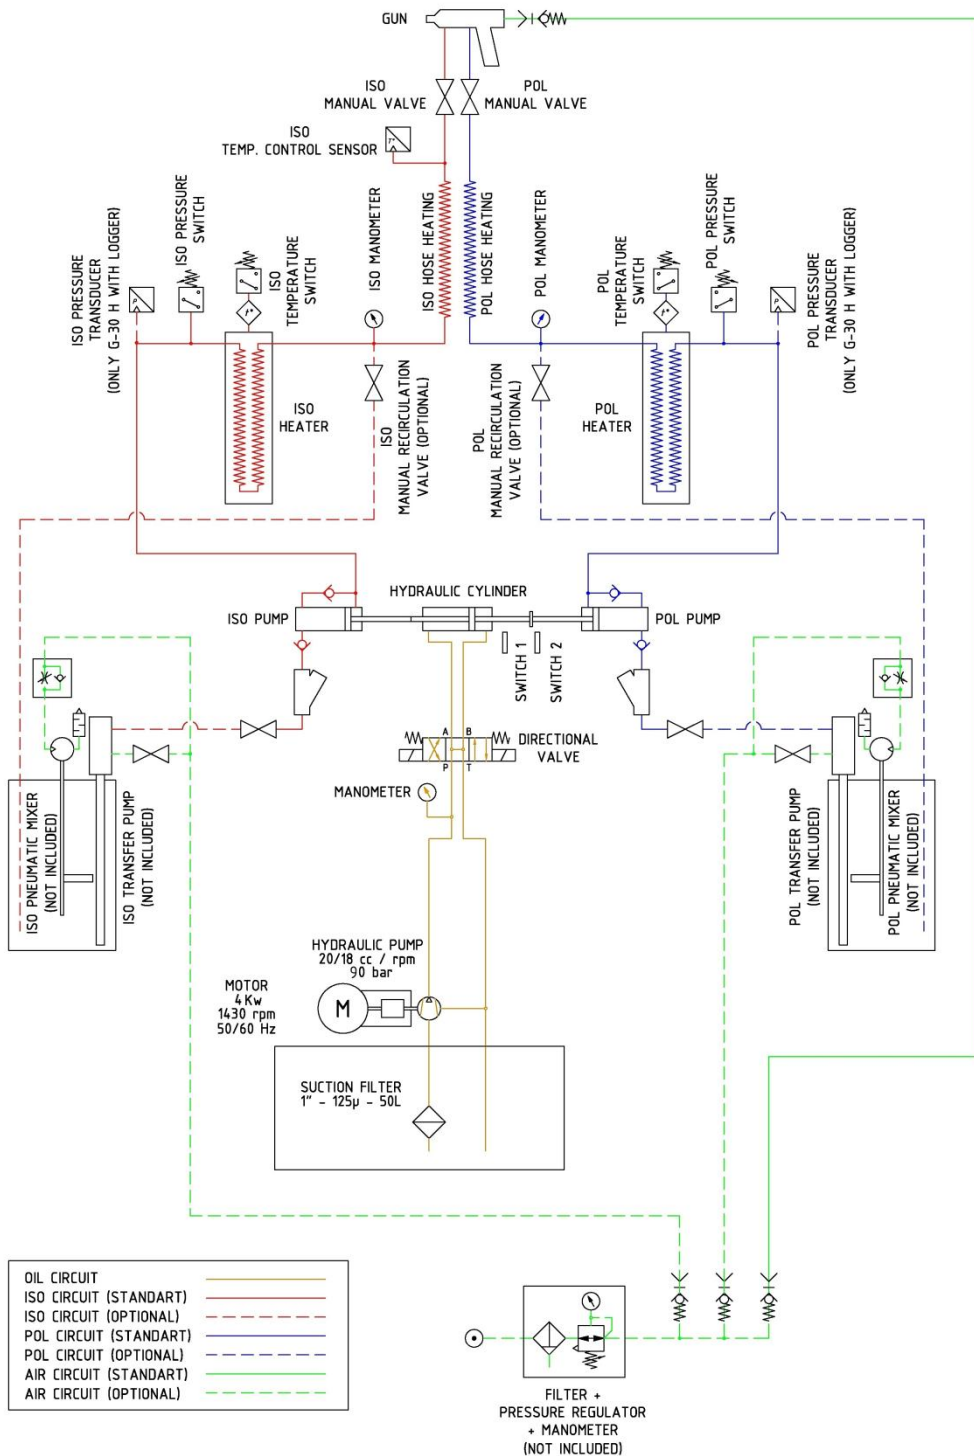 GUN
ISO
MANUAL VALVE
POL
MANUAL VALVE
ISO
TEMP. CONTROL SENSOR
T°
ISO PRESSURE
TRANSDUCER
(ONLY G-30 H WITH LOGGER)
P
ISO PRESSURE
SWITCH
ISO
TEMPERATURE
SWITCH
t°
ISO MANOMETER
ISO HOSE HEATING
POL HOSE HEATING
POL MANOMETER
POL
TEMPERATURE
SWITCH
t°
POL PRESSURE
SWITCH
P
POL PRESSURE
TRANSDUCER
(ONLY G-30 H WITH LOGGER)
ISO
HEATER
ISO
MANUAL RECIRCULATION
VALVE (OPTIONAL)
POL
MANUAL RECIRCULATION
VALVE (OPTIONAL)
POL
HEATER
HYDRAULIC CYLINDER
ISO PUMP
POL PUMP
SWITCH 1
SWITCH 2
A
B
P
T
DIRECTIONAL
VALVE
MANOMETER
ISO PNEUMATIC MIXER
(NOT INCLUDED)
ISO TRANSFER PUMP
(NOT INCLUDED)
POL TRANSFER PUMP
(NOT INCLUDED)
POL PNEUMATIC MIXER
(NOT INCLUDED)
HYDRAULIC PUMP
20/18 cc / rpm
90 bar
MOTOR
4Kw
1430 rpm
50/60 Hz
M
SUCTION FILTER
1" - 125µ - 50L
OIL CIRCUIT
ISO CIRCUIT (STANDART)
ISO CIRCUIT (OPTIONAL)
POL CIRCUIT (STANDART)
POL CIRCUIT (OPTIONAL)
AIR CIRCUIT (STANDART)
AIR CIRCUIT (OPTIONAL)
FILTER +
PRESSURE REGULATOR
+ MANOMETER
(NOT INCLUDED)